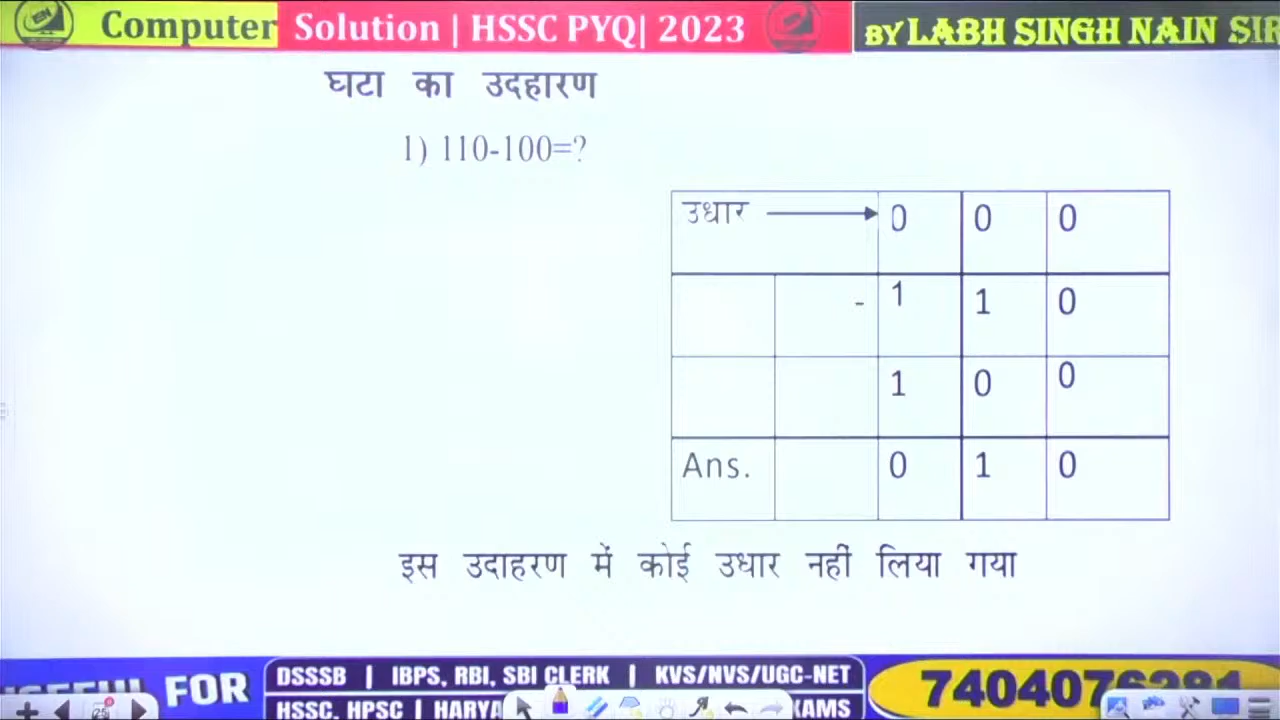 Computer Solution | HSSC PYQ| 2023 BY LABH SINGH NAIN SIR
घटा का उदहारण
1) 110-100=?
उधार 0 0 0
- 1 1 0
1 0 0
Ans. 0 1 0
इस उदाहरण में कोई उधार नहीं लिया गया
FOR
DSSSB | IBPS, RBI, SBI CLERK | KVS/NVS/UGC-NET
HSSC, HPSC |
25